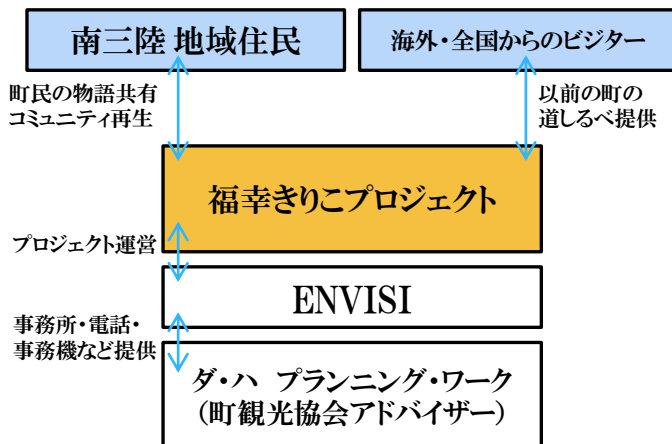 南三陸 地域住民
海外・全国からのビジター
町民の物語共有
コミュニティ再生
以前の町の
道しるべ提供
福幸きりこプロジェクト
プロジェクト運営
ENVISI
事務所・電話・
事務機など提供
ダ・ハ プランニング・ワーク
（町観光協会アドバイザー）